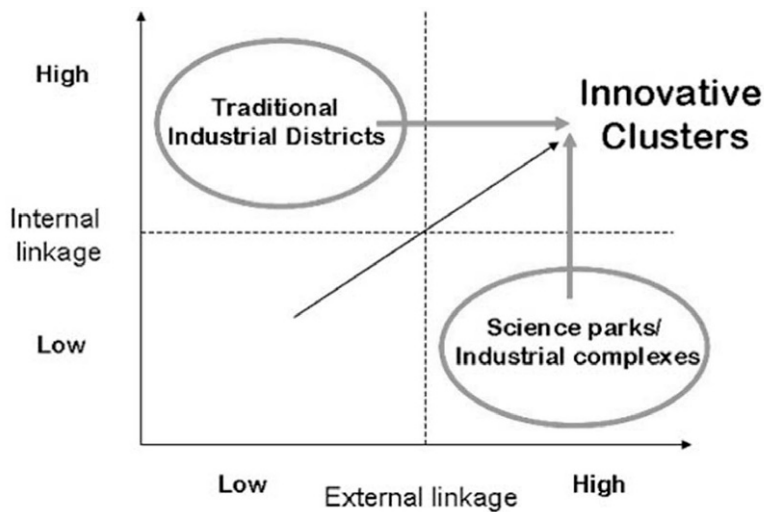 High
Traditional
Industrial Districts
Innovative
Clusters
Internal
linkage
Low
Science parks/
Industrial complexes
Low
External linkage
High